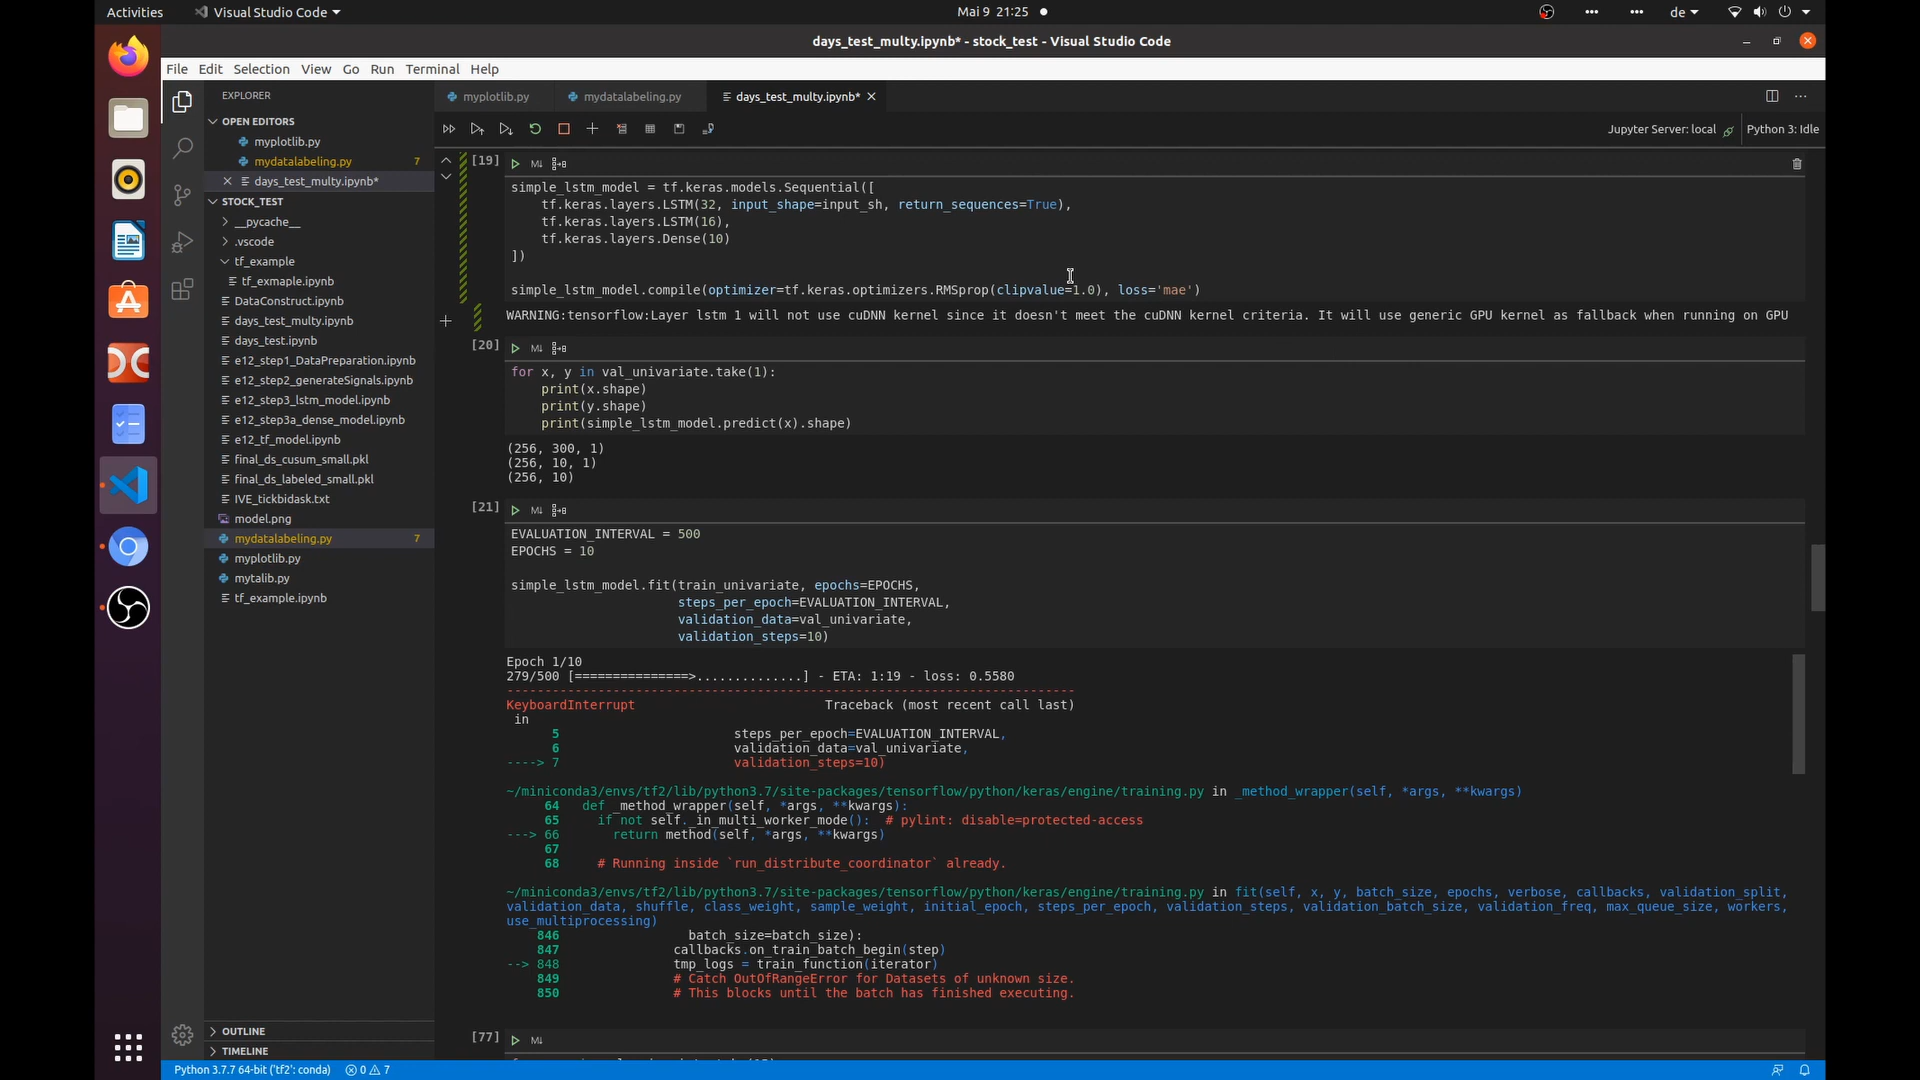 Activities
Visual Studio Code
Mai 9 21:25
de
days_test_multy.ipynb* - stock_test - Visual Studio Code
File Edit Selection View Go Run Terminal Help
EXPLORER
myplotlib.py
mydatalabeling.py
days_test_multy.ipynb*
OPEN EDITORS
myplotlib.py
mydatalabeling.py 7
days_test_multy.ipynb*
STOCK_TEST
__pycache__
.vscode
tf_example
tf_exmaple.ipynb
DataConstruct.ipynb
days_test_multy.ipynb
days_test.ipynb
e12_step1_DataPreparation.ipynb
e12_step2_generateSignals.ipynb
e12_step3_lstm_model.ipynb
e12_step3a_dense_model.ipynb
e12_tf_model.ipynb
final_ds_cusum_small.pkl
final_ds_labeled_small.pkl
IVE_tickbidask.txt
model.png
mydatalabeling.py 7
myplotlib.py
mytalib.py
tf_example.ipynb
OUTLINE
TIMELINE
Jupyter Server: local
Python 3: Idle
[19]
M↓
simple_lstm_model = tf.keras.models.Sequential([
    tf.keras.layers.LSTM(32, input_shape=input_sh, return_sequences=True),
    tf.keras.layers.LSTM(16),
    tf.keras.layers.Dense(10)
])
simple_lstm_model.compile(optimizer=tf.keras.optimizers.RMSprop(clipvalue=1.0), loss='mae')
WARNING:tensorflow:Layer lstm 1 will not use cuDNN kernel since it doesn't meet the cuDNN kernel criteria. It will use generic GPU kernel as fallback when running on GPU
[20]
M↓
for x, y in val_univariate.take(1):
    print(x.shape)
    print(y.shape)
    print(simple_lstm_model.predict(x).shape)
(256, 300, 1)
(256, 10, 1)
(256, 10)
[21]
M↓
EVALUATION_INTERVAL = 500
EPOCHS = 10
simple_lstm_model.fit(train_univariate, epochs=EPOCHS,
                      steps_per_epoch=EVALUATION_INTERVAL,
                      validation_data=val_univariate,
                      validation_steps=10)
Epoch 1/10
279/500 [===============>..............] - ETA: 1:19 - loss: 0.5580
---------------------------------------------------------------------------
KeyboardInterrupt                         Traceback (most recent call last)
 in
      5                       steps_per_epoch=EVALUATION_INTERVAL,
      6                       validation_data=val_univariate,
----> 7                       validation_steps=10)
~/miniconda3/envs/tf2/lib/python3.7/site-packages/tensorflow/python/keras/engine/training.py in _method_wrapper(self, *args, **kwargs)
     64   def _method_wrapper(self, *args, **kwargs):
     65     if not self._in_multi_worker_mode():  # pylint: disable=protected-access
---> 66       return method(self, *args, **kwargs)
     67
     68     # Running inside `run_distribute_coordinator` already.
~/miniconda3/envs/tf2/lib/python3.7/site-packages/tensorflow/python/keras/engine/training.py in fit(self, x, y, batch_size, epochs, verbose, callbacks, validation_split,
validation_data, shuffle, class_weight, sample_weight, initial_epoch, steps_per_epoch, validation_steps, validation_batch_size, validation_freq, max_queue_size, workers,
use_multiprocessing)
    846                 batch_size=batch_size):
    847               callbacks.on_train_batch_begin(step)
--> 848               tmp_logs = train_function(iterator)
    849               # Catch OutOfRangeError for Datasets of unknown size.
    850               # This blocks until the batch has finished executing.
[77]
M↓
Python 3.7.7 64-bit ('tf2': conda)
0 7